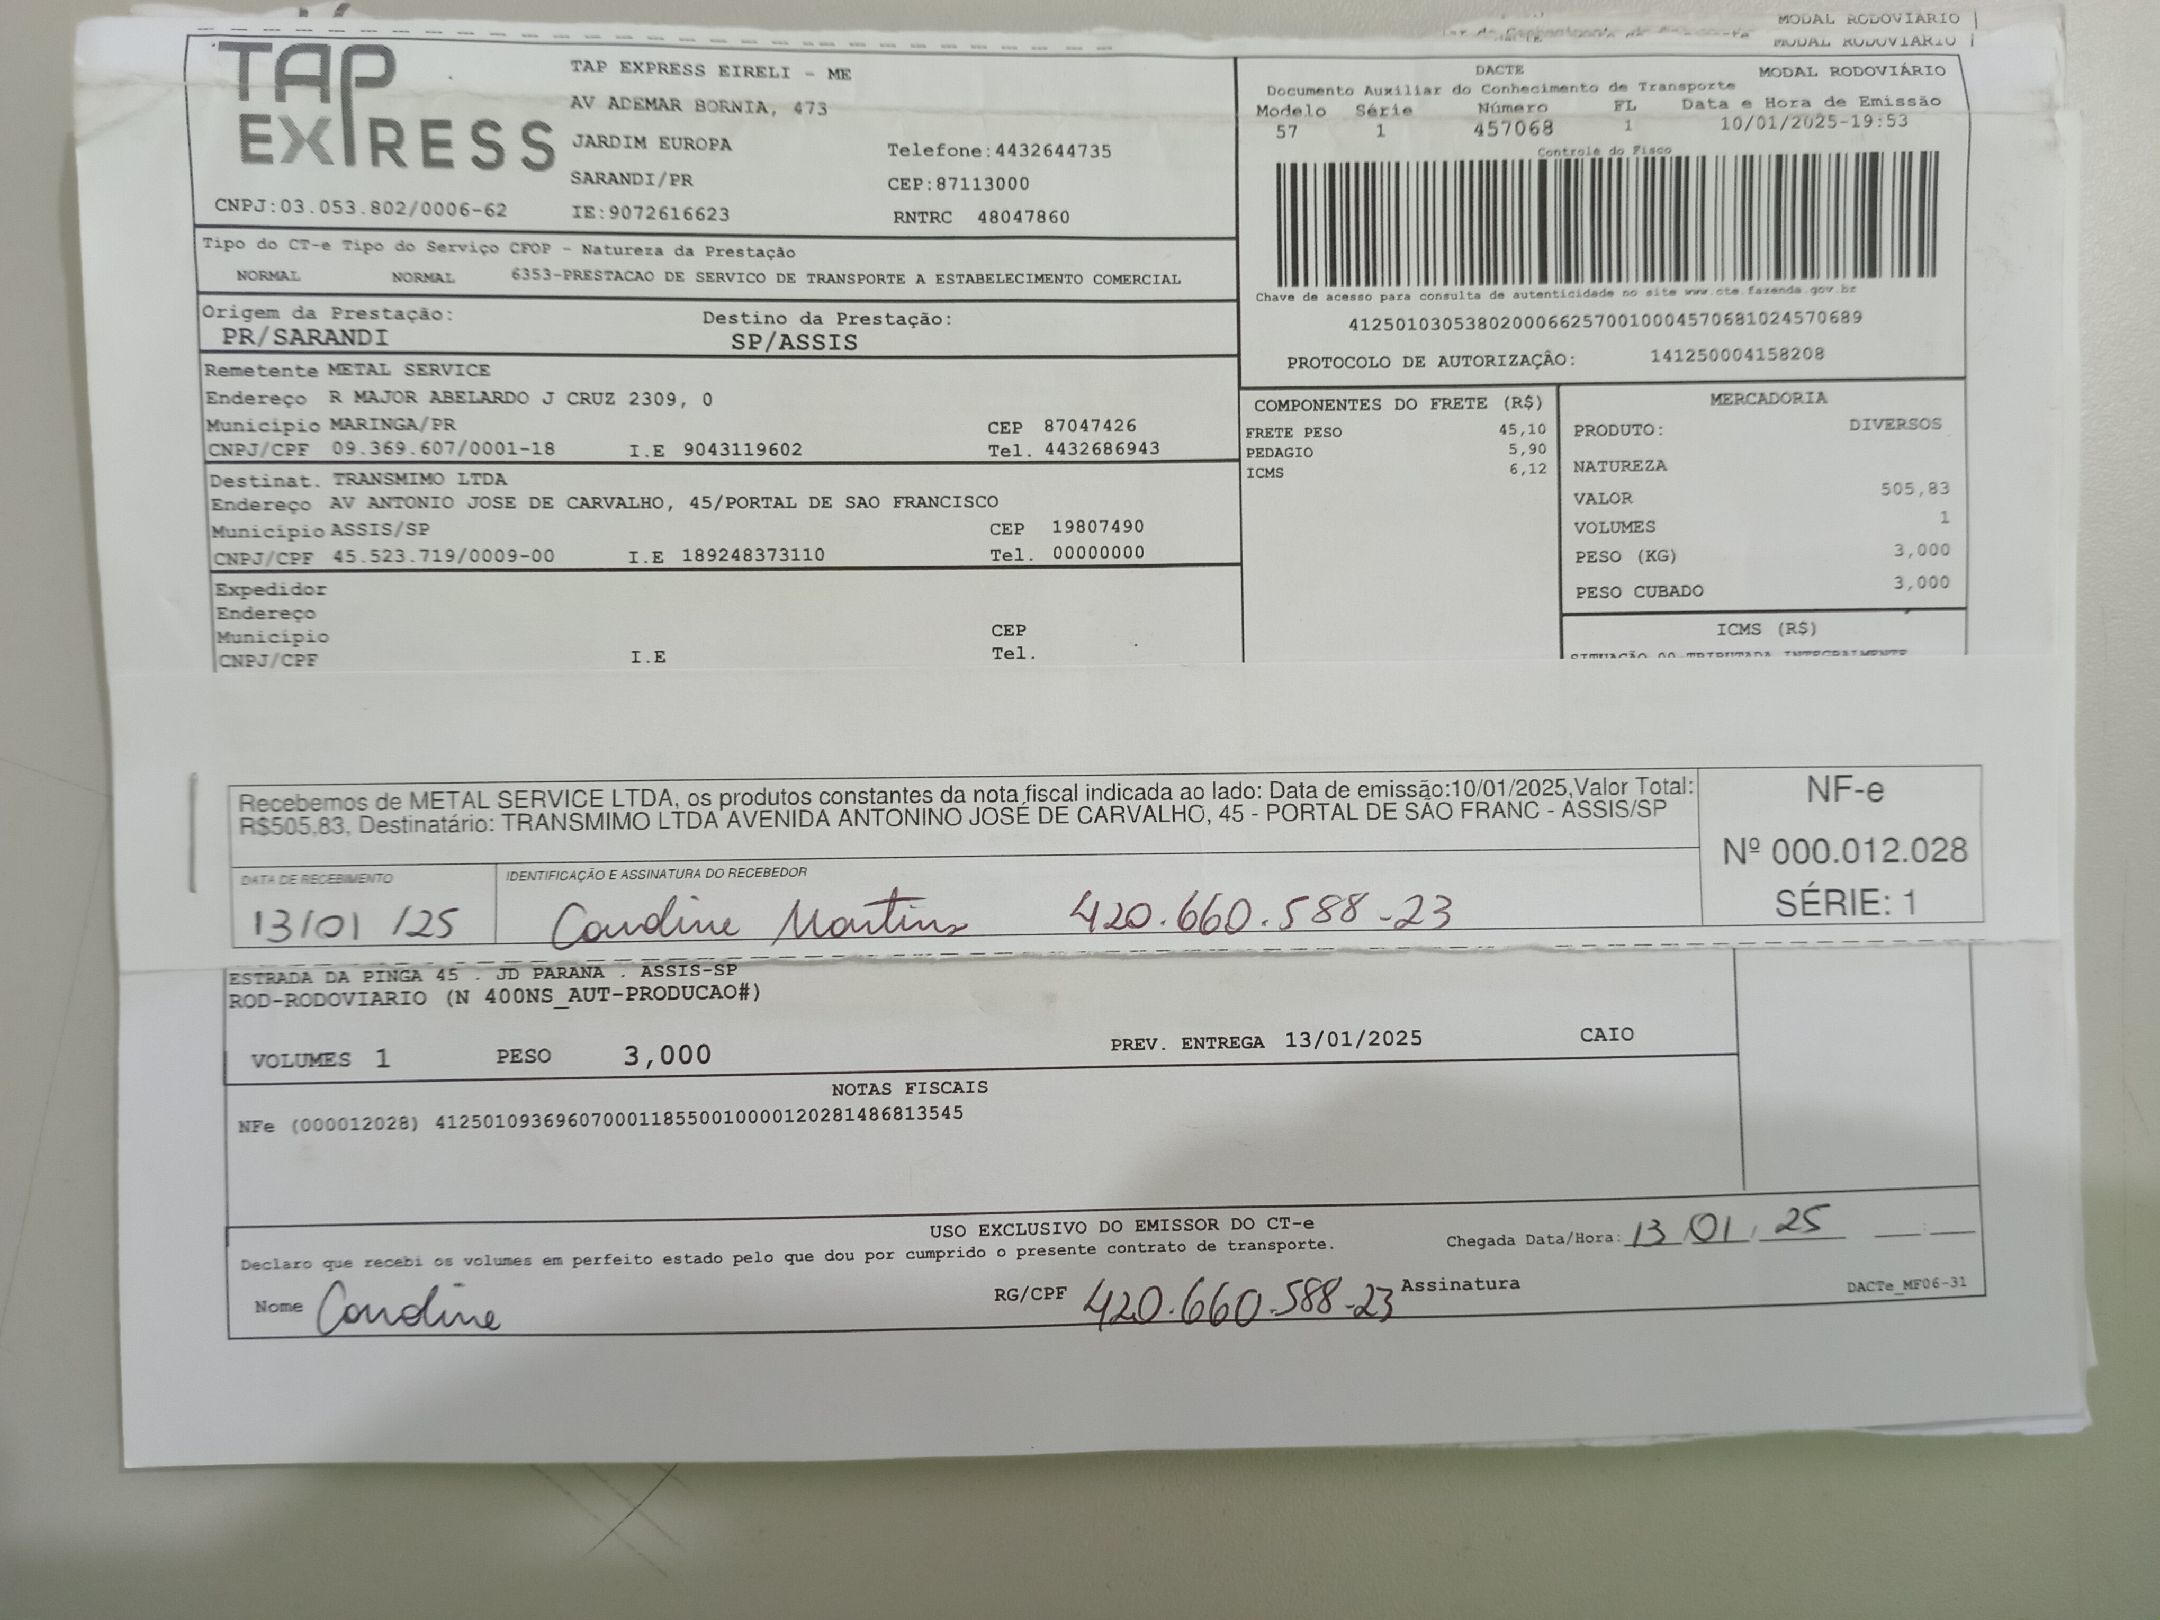 MODAL RODOVIÁRIO
MODAL RODOVIÁRIO
TAP EXPRESS
TAP EXPRESS EIRELI - ME
AV ADEMAR BORNIA, 473
JARDIM EUROPA
Telefone:4432644735
SARANDI/PR
CEP:87113000
CNPJ:03.053.802/0006-62
IE:9072616623
RNTRC 48047860
DACTE
MODAL RODOVIÁRIO
Documento Auxiliar do Conhecimento de Transporte
Modelo Série Número FL Data e Hora de Emissão
57 1 457068 1 10/01/2025-19:53
Controle do Fisco
Chave de acesso para consulta de autenticidade no site www.cte.fazenda.gov.br
41250103053802000662570010004570681024570689
PROTOCOLO DE AUTORIZAÇÃO: 141250004158208
Tipo do CT-e Tipo do Serviço CFOP - Natureza da Prestação
NORMAL NORMAL 6353-PRESTACAO DE SERVICO DE TRANSPORTE A ESTABELECIMENTO COMERCIAL
Origem da Prestação: Destino da Prestação:
PR/SARANDI SP/ASSIS
Remetente METAL SERVICE
Endereço R MAJOR ABELARDO J CRUZ 2309, 0
Município MARINGA/PR CEP 87047426
CNPJ/CPF 09.369.607/0001-18 I.E 9043119602 Tel. 4432686943
Destinat. TRANSMIMO LTDA
Endereço AV ANTONIO JOSE DE CARVALHO, 45/PORTAL DE SAO FRANCISCO
Município ASSIS/SP CEP 19807490
CNPJ/CPF 45.523.719/0009-00 I.E 189248373110 Tel. 00000000
Expedidor
Endereço
Município CEP
CNPJ/CPF I.E Tel.
COMPONENTES DO FRETE (R$)
FRETE PESO 45,10
PEDAGIO 5,90
ICMS 6,12
MERCADORIA
PRODUTO: DIVERSOS
NATUREZA
VALOR 505,83
VOLUMES 1
PESO (KG) 3,000
PESO CUBADO 3,000
ICMS (R$)
SITUAÇÃO 00 TRIBUTADA INTEGRALMENTE
Recebemos de METAL SERVICE LTDA, os produtos constantes da nota fiscal indicada ao lado: Data de emissão:10/01/2025,Valor Total:
R$505,83, Destinatário: TRANSMIMO LTDA AVENIDA ANTONINO JOSÉ DE CARVALHO, 45 - PORTAL DE SÃO FRANC - ASSIS/SP
NF-e
Nº 000.012.028
SÉRIE: 1
DATA DE RECEBIMENTO IDENTIFICAÇÃO E ASSINATURA DO RECEBEDOR
13/01/25 Caroline Martins 420.660.588-23
ESTRADA DA PINGA 45 . JD PARANA . ASSIS-SP
ROD-RODOVIARIO (N 400NS_AUT-PRODUCAO#)
VOLUMES 1 PESO 3,000 PREV. ENTREGA 13/01/2025 CAIO
NOTAS FISCAIS
NFe (000012028) 41250109369607000118550010000120281486813545
USO EXCLUSIVO DO EMISSOR DO CT-e
Declaro que recebi os volumes em perfeito estado pelo que dou por cumprido o presente contrato de transporte.
Chegada Data/Hora: 13/01/25 __:__
Nome Caroline RG/CPF 420.660.588-23 Assinatura
DACTe_MF06-31